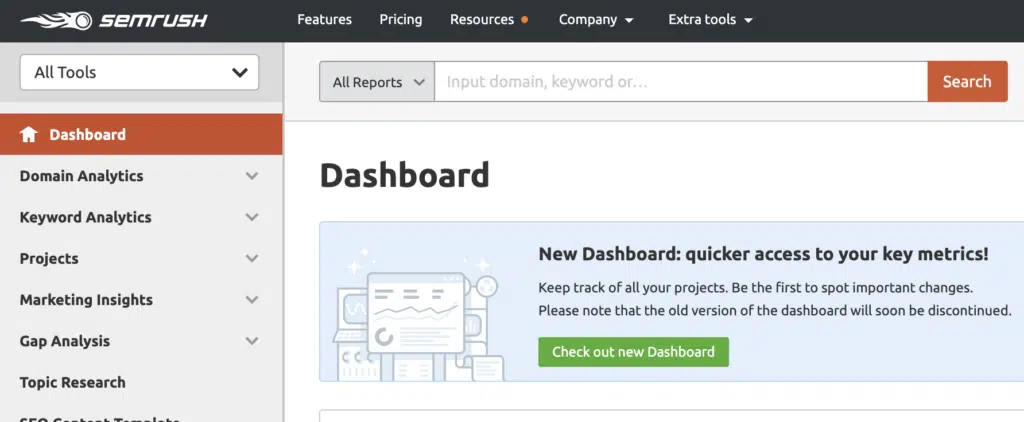 semrush
Features
Pricing
Resources
Company
Extra tools
All Tools
All Reports
Input domain, keyword or...
Search
Dashboard
Domain Analytics
Keyword Analytics
Projects
Marketing Insights
Gap Analysis
Topic Research
SEO Content Template
Dashboard
New Dashboard: quicker access to your key metrics!
Keep track of all your projects. Be the first to spot important changes.
Please note that the old version of the dashboard will soon be discontinued.
Check out new Dashboard